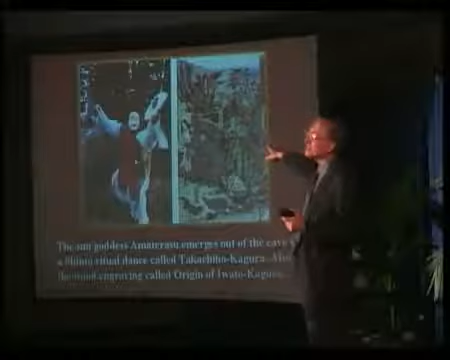 The sun goddess Amaterasu emerges out of the cave
a Shinto ritual dance called Takachiho-Kagura. Also
the wood engraving called Origin of Iwato-Kagura.